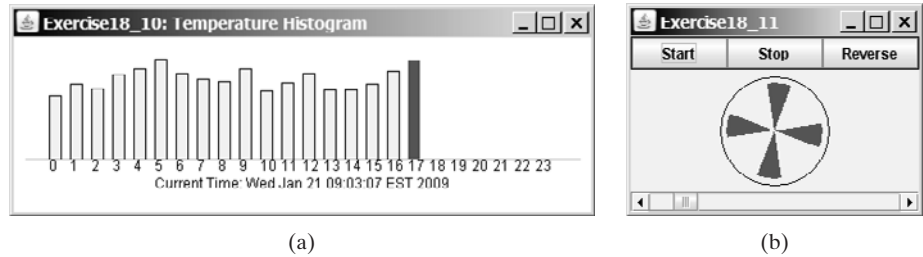 Exercise18_10: Temperature Histogram
0 1 2 3 4 5 6 7 8 9 10 11 12 13 14 15 16 17 18 19 20 21 22 23
Current Time: Wed Jan 21 09:03:07 EST 2009
(a)
Exercise18_11
Start Stop Reverse
(b)